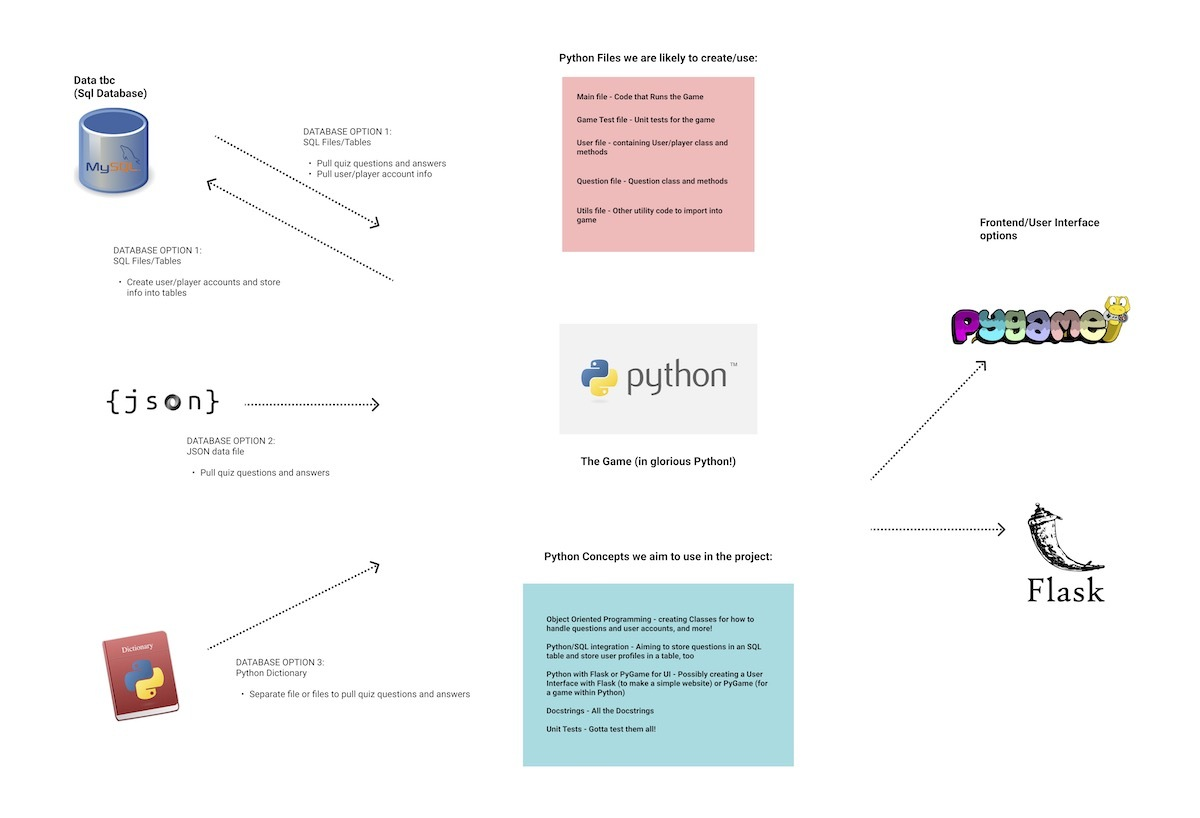 Data tbc
(Sql Database)
MySQL
DATABASE OPTION 1:
SQL Files/Tables
• Pull quiz questions and answers
• Pull user/player account info
DATABASE OPTION 1:
SQL Files/Tables
• Create user/player accounts and store
info into tables
{json}
DATABASE OPTION 2:
JSON data file
• Pull quiz questions and answers
Dictionary
DATABASE OPTION 3:
Python Dictionary
• Separate file or files to pull quiz questions and answers
Python Files we are likely to create/use:
Main file - Code that Runs the Game
Game Test file - Unit tests for the game
User file - containing User/player class and
methods
Question file - Question class and methods
Utils file - Other utility code to import into
game
python™
The Game (in glorious Python!)
Python Concepts we aim to use in the project:
Object Oriented Programming - creating Classes for how to
handle questions and user accounts, and more!
Python/SQL integration - Aiming to store questions in an SQL
table and store user profiles in a table, too
Python with Flask or PyGame for UI - Possibly creating a User
Interface with Flask (to make a simple website) or PyGame (for
a game within Python)
Docstrings - All the Docstrings
Unit Tests - Gotta test them all!
Frontend/User Interface
options
pygame
Flask